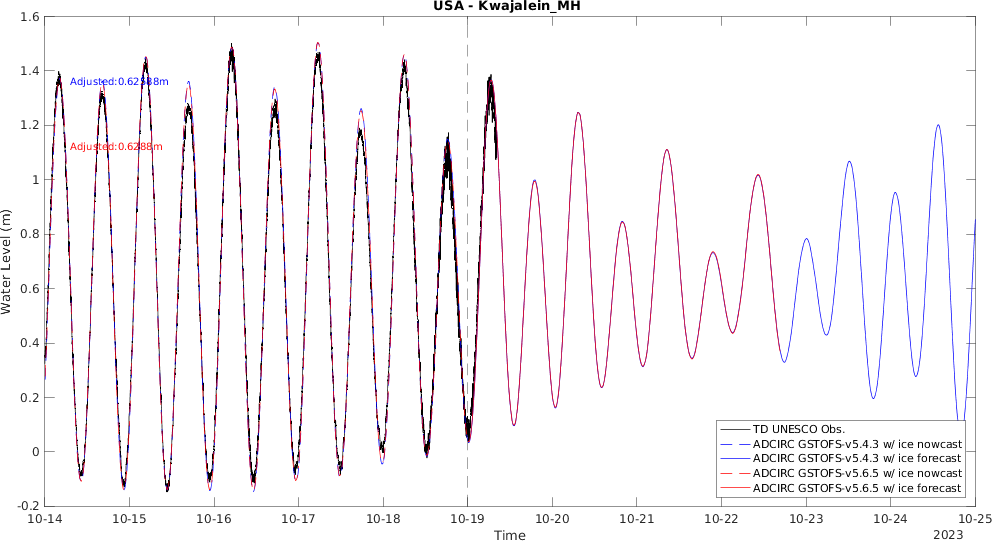 USA - Kwajalein_MH
1.6
1.4
1.2
1
0.8
0.6
0.4
0.2
0
-0.2
Water Level (m)
Adjusted:0.62588m
Adjusted:0.6288m
TD UNESCO Obs.
ADCIRC GSTOFS-v5.4.3 w/ ice nowcast
ADCIRC GSTOFS-v5.4.3 w/ ice forecast
ADCIRC GSTOFS-v5.6.5 w/ ice nowcast
ADCIRC GSTOFS-v5.6.5 w/ ice forecast
10-14 10-15 10-16 10-17 10-18 10-19 10-20 10-21 10-22 10-23 10-24 10-25
Time
2023